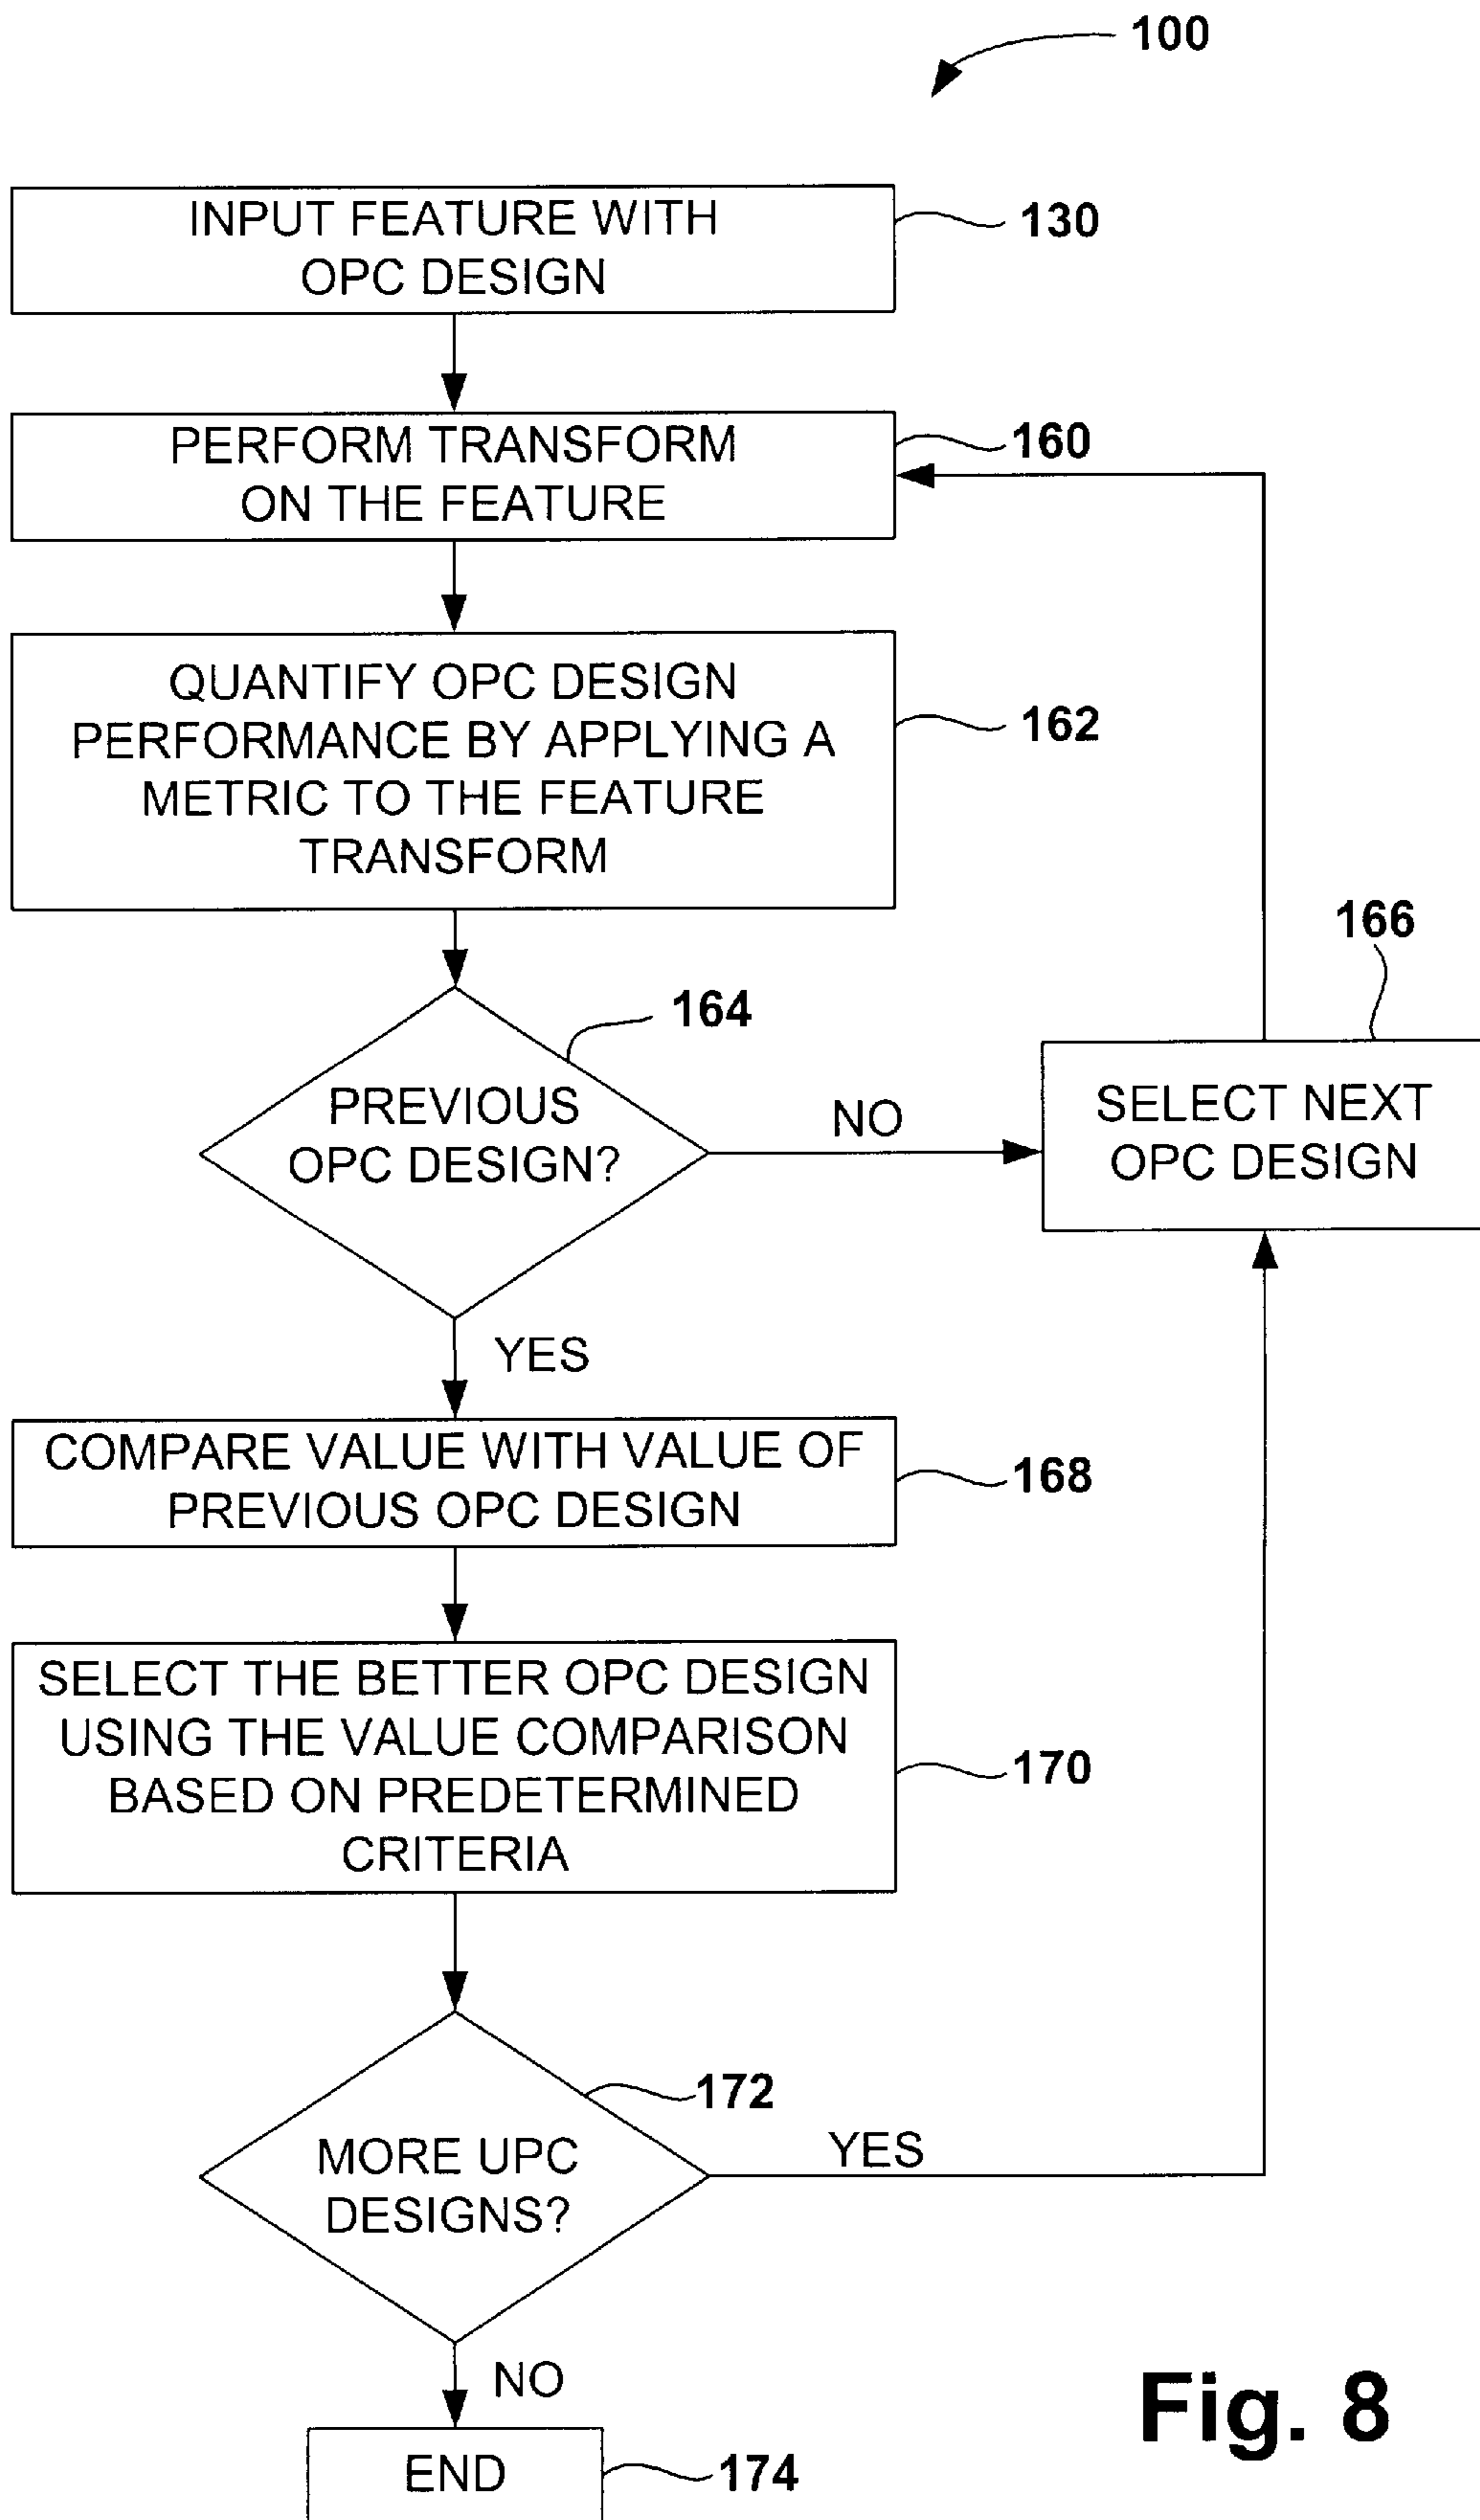 100
INPUT FEATURE WITH
OPC DESIGN
130
PERFORM TRANSFORM
ON THE FEATURE
160
QUANTIFY OPC DESIGN
PERFORMANCE BY APPLYING A
METRIC TO THE FEATURE
TRANSFORM
162
164
PREVIOUS
OPC DESIGN?
NO
166
SELECT NEXT
OPC DESIGN
YES
COMPARE VALUE WITH VALUE OF
PREVIOUS OPC DESIGN
168
SELECT THE BETTER OPC DESIGN
USING THE VALUE COMPARISON
BASED ON PREDETERMINED
CRITERIA
170
172
MORE UPC
DESIGNS?
YES
NO
END
174
Fig. 8